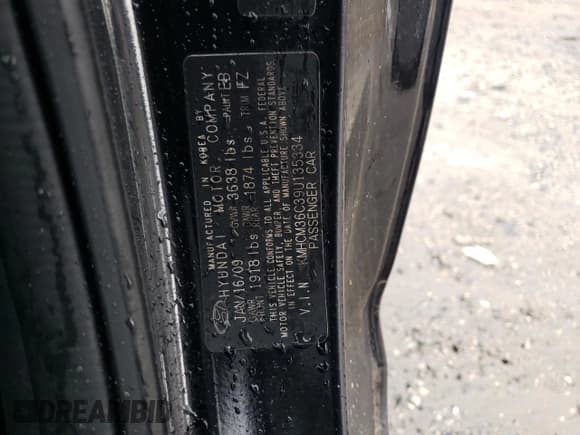 MANUFACTURED IN KOREA BY
HYUNDAI MOTOR COMPANY
JAN/16/09 GVWR 3638 lbs PAINT EB
GAWR FRONT 1918 lbs GAWR REAR 1874 lbs. TRIM FZ
THIS VEHICLE CONFORMS TO ALL APPLICABLE U.S.A. FEDERAL
MOTOR VEHICLE SAFETY, BUMPER, AND THEFT PREVENTION STANDARDS
IN EFFECT ON THE DATE OF MANUFACTURE SHOWN ABOVE.
V.I.N KMHCM36C39U135334
PASSENGER CAR
DREAMBID